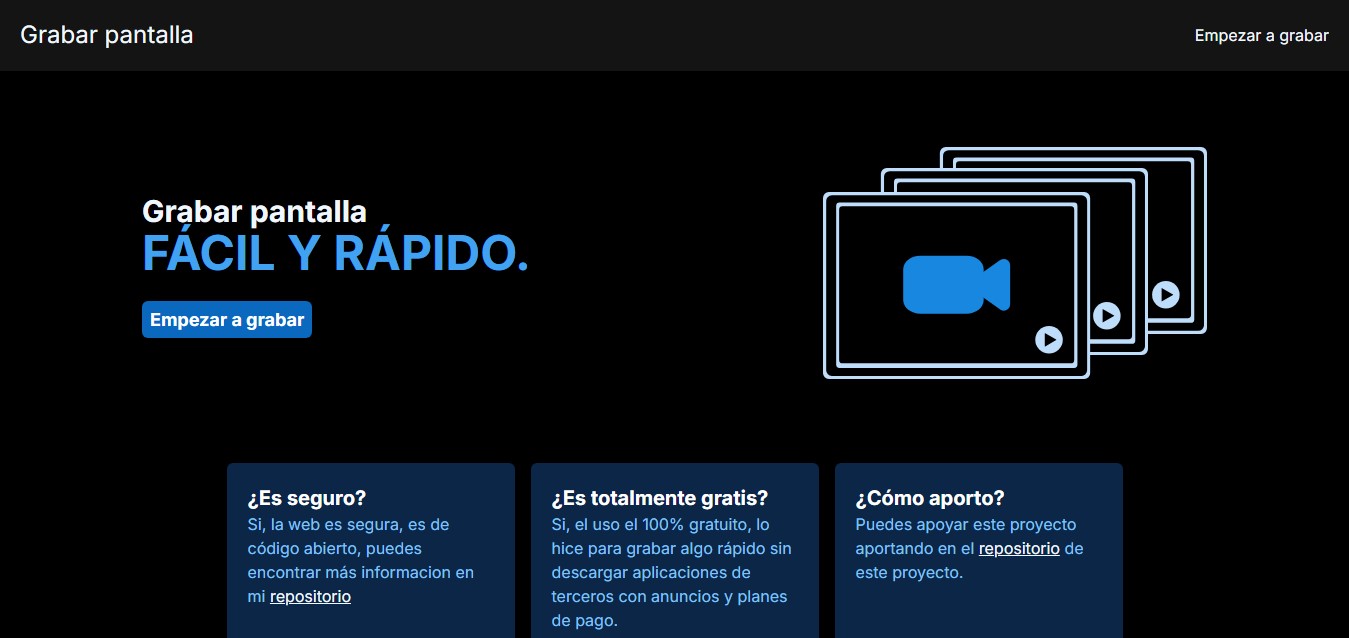 Grabar pantalla
Empezar a grabar
Grabar pantalla
FÁCIL Y RÁPIDO.
Empezar a grabar
¿Es seguro?
Si, la web es segura, es de
código abierto, puedes
encontrar más informacion en
mi repositorio
¿Es totalmente gratis?
Si, el uso el 100% gratuito, lo
hice para grabar algo rápido sin
descargar aplicaciones de
terceros con anuncios y planes
de pago.
¿Cómo aporto?
Puedes apoyar este proyecto
aportando en el repositorio de
este proyecto.